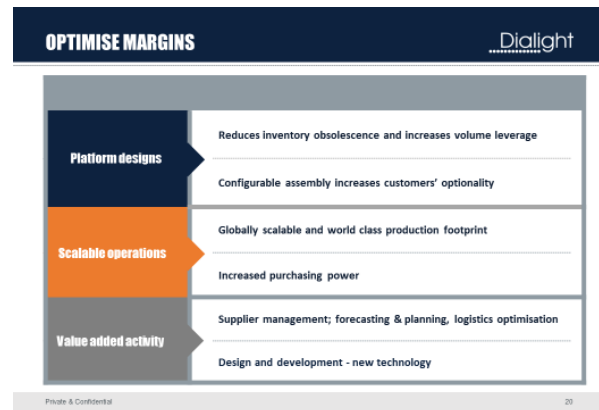 OPTIMISE MARGINS
Dialight
Platform designs
Reduces inventory obsolescence and increases volume leverage
Configurable assembly increases customers' optionality
Scalable operations
Globally scalable and world class production footprint
Increased purchasing power
Value added activity
Supplier management; forecasting & planning, logistics optimisation
Design and development - new technology
Private & Confidential
20